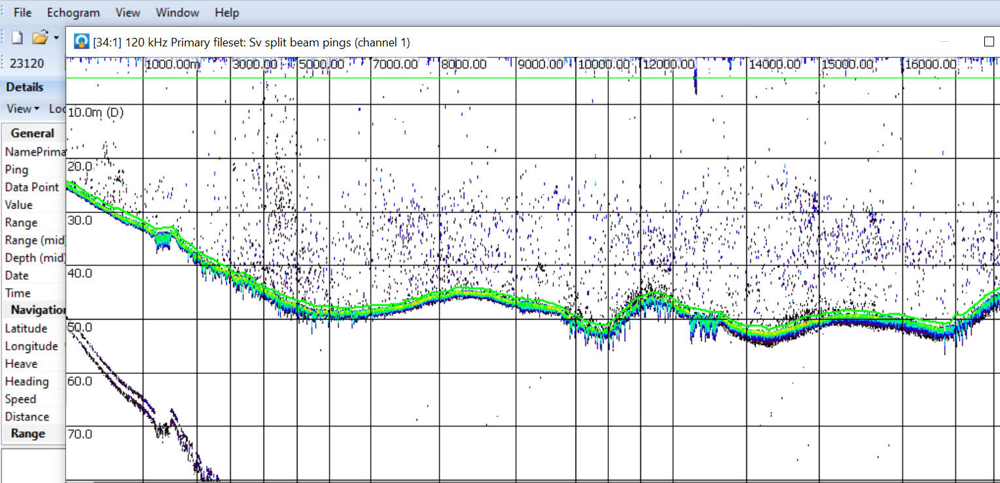 File Echogram View Window Help
[34:1] 120 kHz Primary fileset: Sv split beam pings (channel 1)
23120
1000.00m 3000.00 5000.00 7000.00 8000.00 9000.00 10000.00 12000.00 14000.00 15000.00 16000.00
Details
View Loc
10.0m (D)
General
NamePrima
20.0
Ping
Data Point
Value
30.0
Range
Range (mid)
Depth (mid)
40.0
Date
Time
Navigation
50.0
Latitude
Longitude
Heave
60.0
Heading
Speed
Distance
70.0
Range